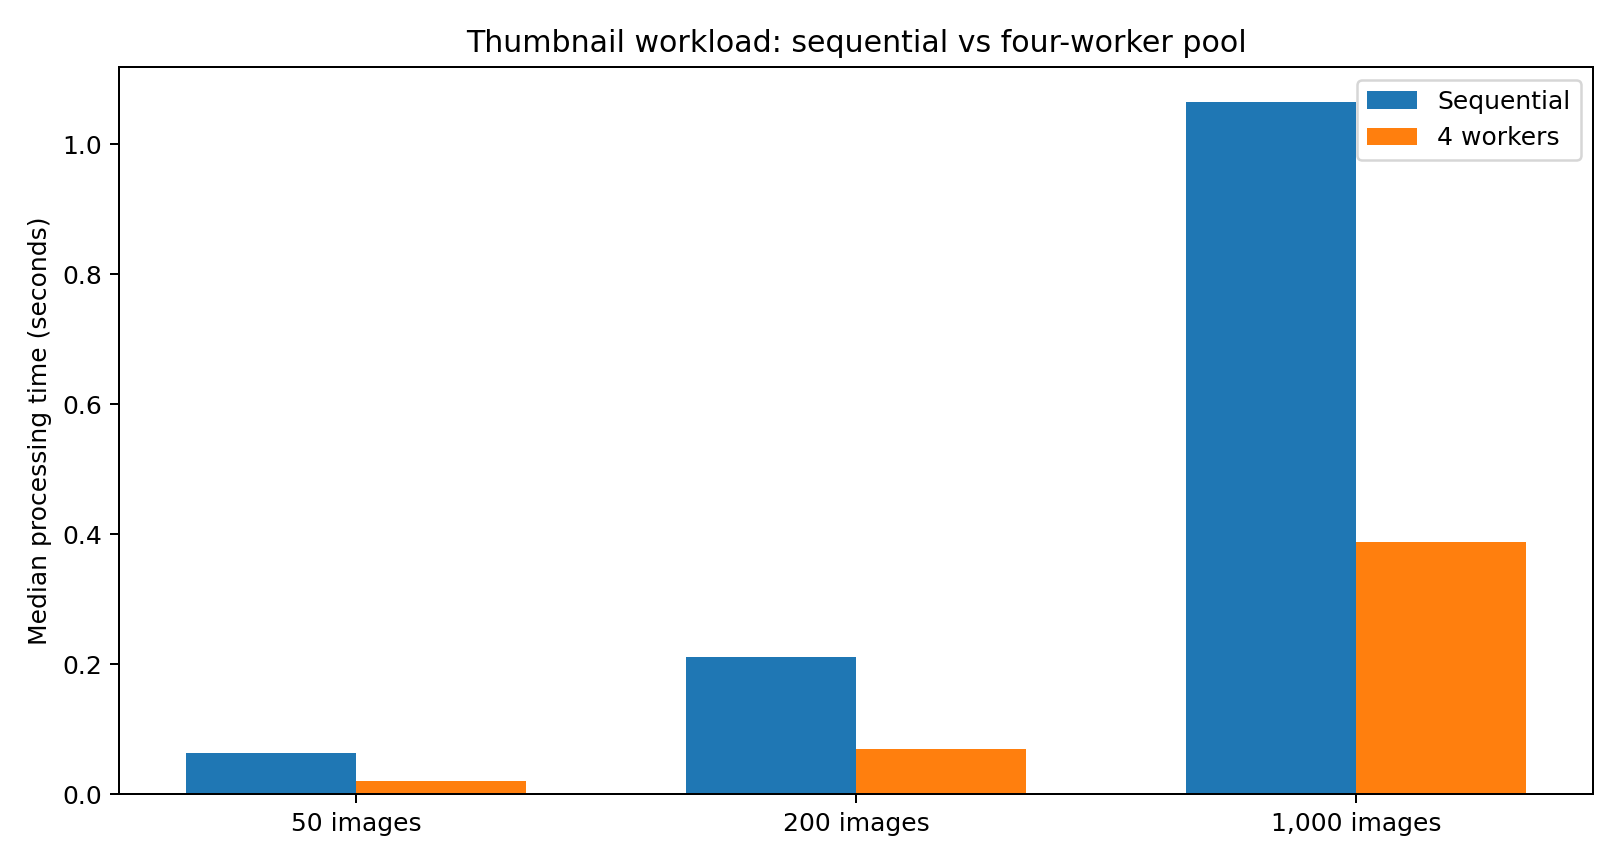 Thumbnail workload: sequential vs four-worker pool
Sequential
4 workers
Median processing time (seconds)
1.0
0.8
0.6
0.4
0.2
0.0
50 images
200 images
1,000 images